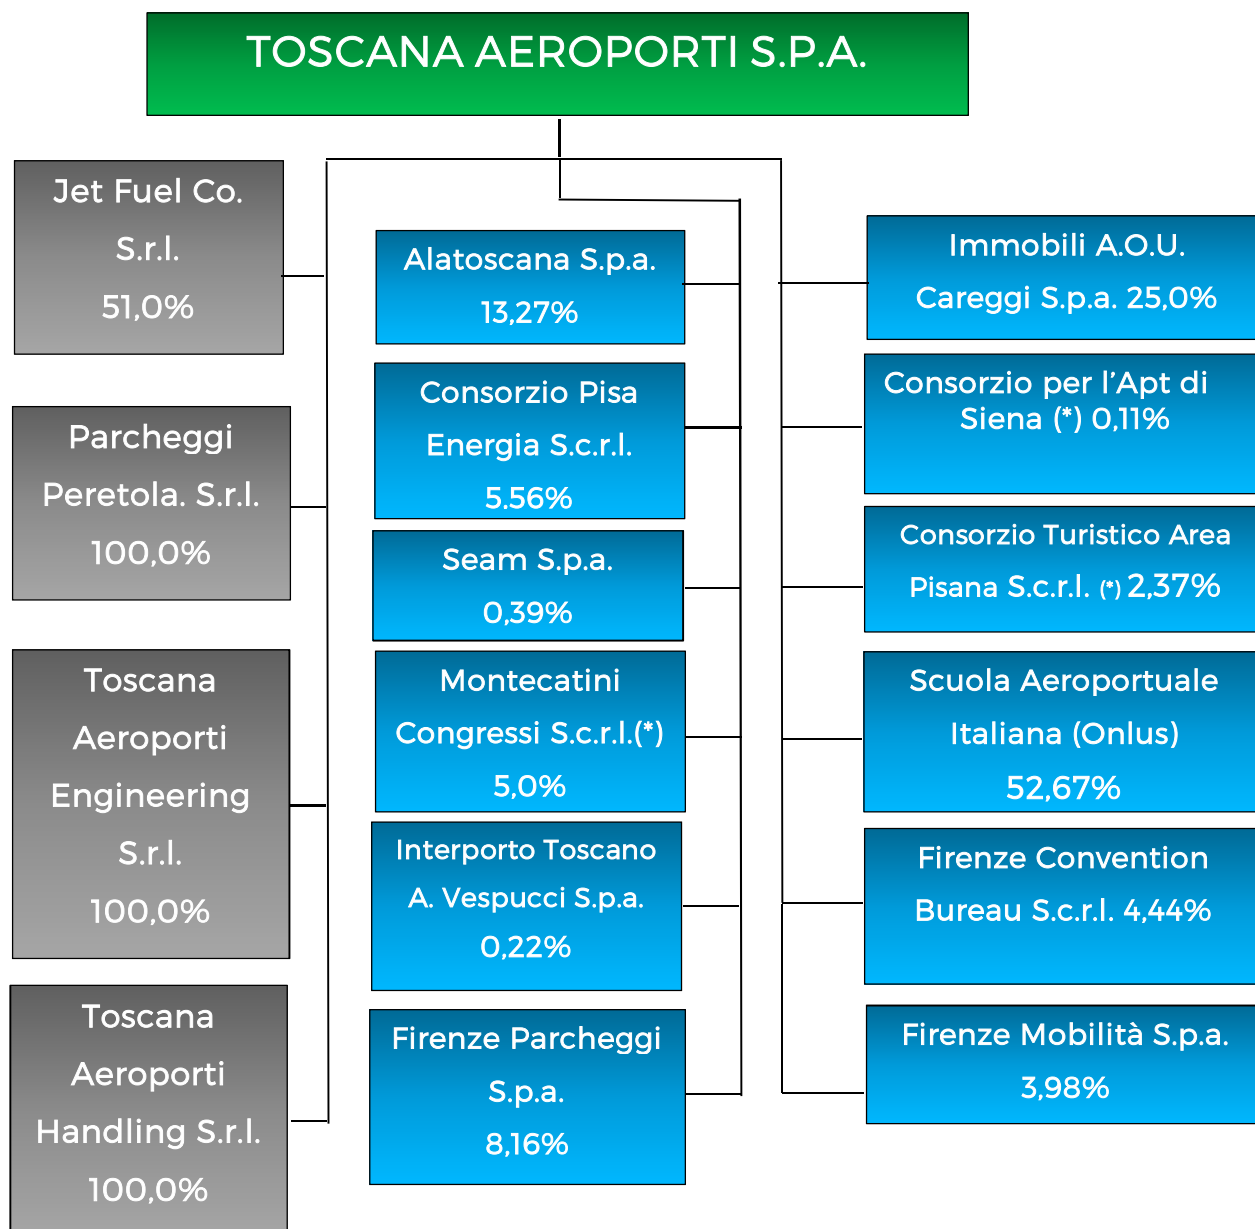 TOSCANA AEROPORTI S.P.A.
Jet Fuel Co.
S.r.l.
51,0%
Parcheggi
Peretola. S.r.l.
100,0%
Toscana
Aeroporti
Engineering
S.r.l.
100,0%
Toscana
Aeroporti
Handling S.r.l.
100,0%
Alatoscana S.p.a.
13,27%
Consorzio Pisa
Energia S.c.r.l.
5.56%
Seam S.p.a.
0,39%
Montecatini
Congressi S.c.r.l.(*)
5,0%
Interporto Toscano
A. Vespucci S.p.a.
0,22%
Firenze Parcheggi
S.p.a.
8,16%
Immobili A.O.U.
Careggi S.p.a. 25,0%
Consorzio per l’Apt di
Siena (*) 0,11%
Consorzio Turistico Area
Pisana S.c.r.l. (*) 2,37%
Scuola Aeroportuale
Italiana (Onlus)
52,67%
Firenze Convention
Bureau S.c.r.l. 4,44%
Firenze Mobilità S.p.a.
3,98%